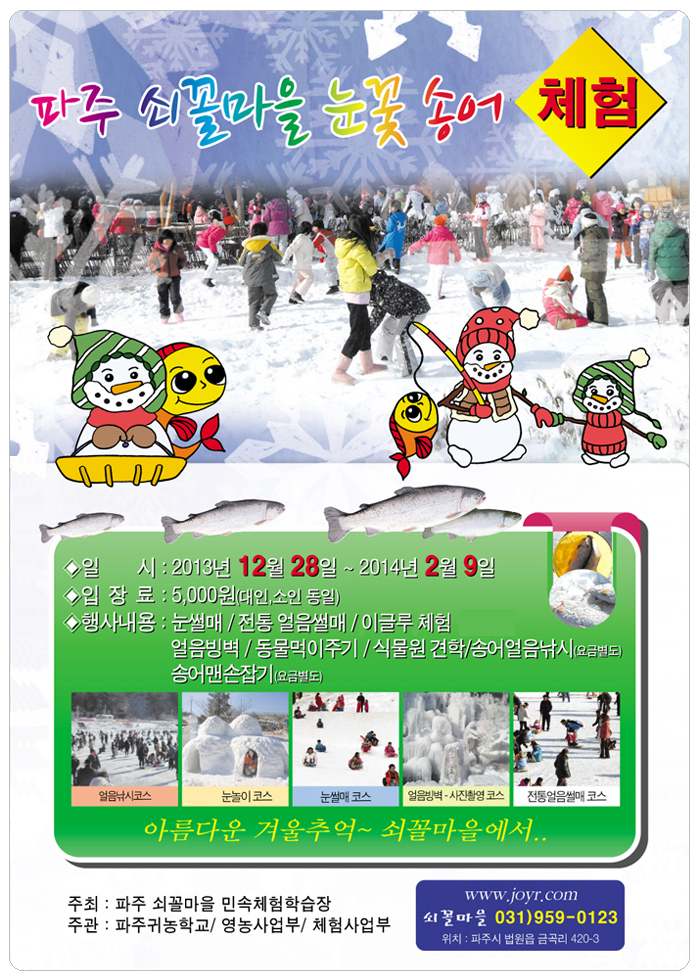 파주 쇠꼴마을 눈꽃 송어 체험
◈일 시 : 2013년 12월 28일 ~ 2014년 2월 9일
◈입 장 료 : 5,000원(대인,소인 동일)
◈행사내용 : 눈썰매 / 전통 얼음썰매 / 이글루 체험
얼음빙벽 / 동물먹이주기 / 식물원 견학/송어얼음낚시(요금별도)
송어맨손잡기(요금별도)
얼음낚시코스
눈놀이 코스
눈썰매 코스
얼음빙벽 - 사진촬영 코스
전통얼음썰매 코스
아름다운 겨울추억~ 쇠꼴마을에서..
주최 : 파주 쇠꼴마을 민속체험학습장
주관 : 파주귀농학교/ 영농사업부/ 체험사업부
www.joyr.com
쇠꼴마을 031)959-0123
위치 : 파주시 법원읍 금곡리 420-3